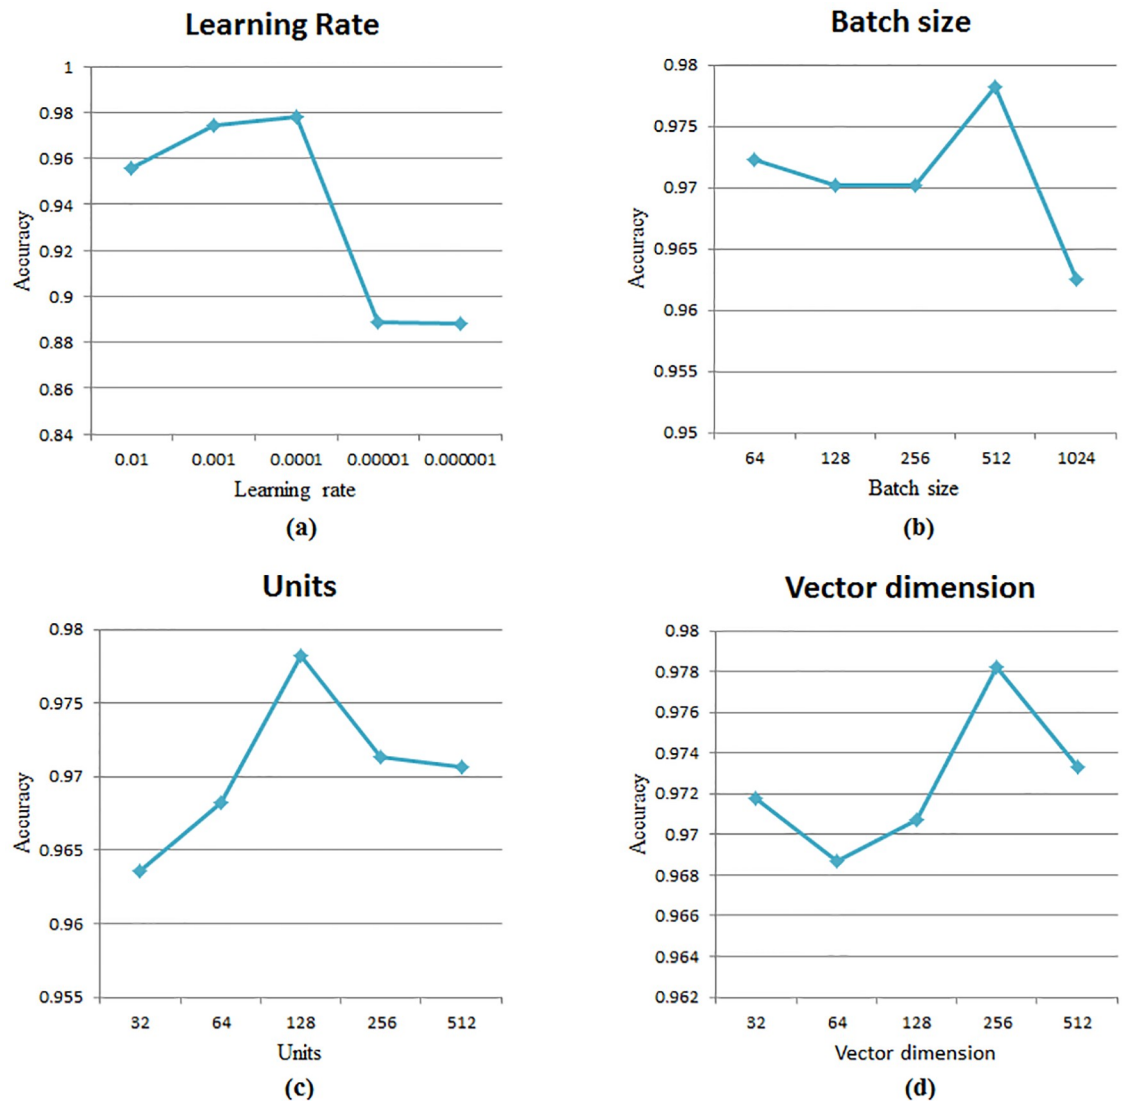 Learning Rate
1
0.98
0.96
0.94
0.92
0.9
0.88
0.86
0.84
Accuracy
0.01 0.001 0.0001 0.00001 0.000001
Learning rate
(a)
Batch size
0.98
0.975
0.97
0.965
0.96
0.955
0.95
Accuracy
64 128 256 512 1024
Batch size
(b)
Units
0.98
0.975
0.97
0.965
0.96
0.955
Accuracy
32 64 128 256 512
Units
(c)
Vector dimension
0.98
0.978
0.976
0.974
0.972
0.97
0.968
0.966
0.964
0.962
Accuracy
32 64 128 256 512
Vector dimension
(d)